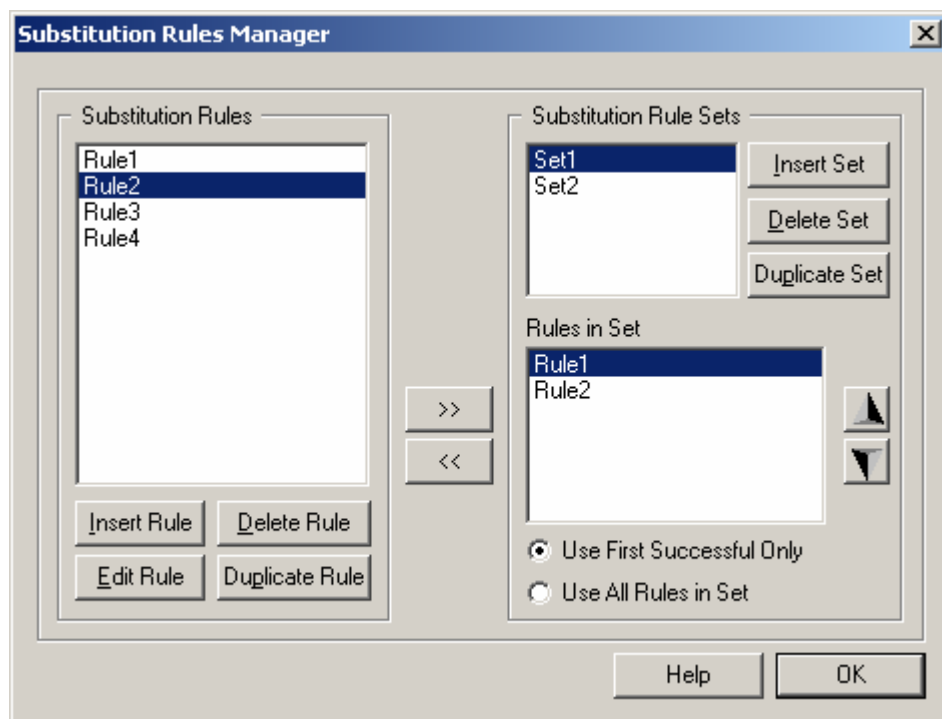 Substitution Rules Manager
Substitution Rules
Rule1
Rule2
Rule3
Rule4
Insert Rule
Delete Rule
Edit Rule
Duplicate Rule
>>
<<
Substitution Rule Sets
Set1
Set2
Insert Set
Delete Set
Duplicate Set
Rules in Set
Rule1
Rule2
Use First Successful Only
Use All Rules in Set
Help
OK